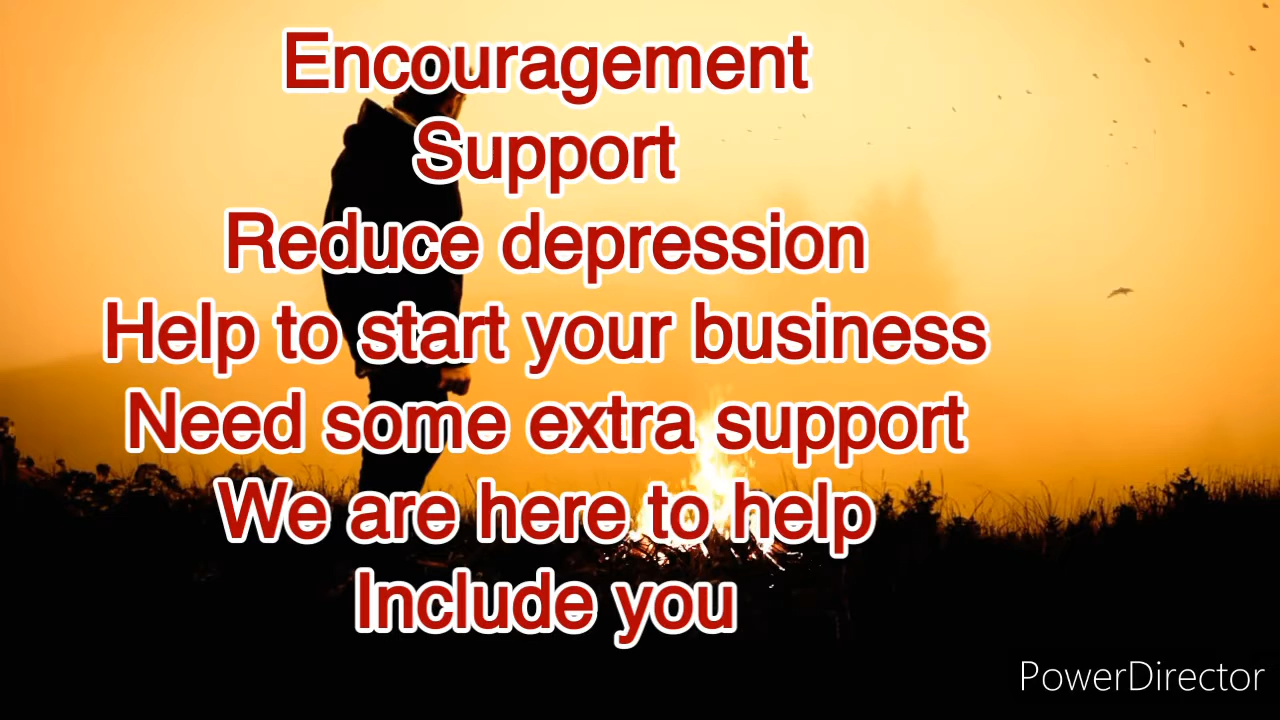 Encouragement
Support
Reduce depression
Help to start your business
Need some extra support
We are here to help
Include you
PowerDirector